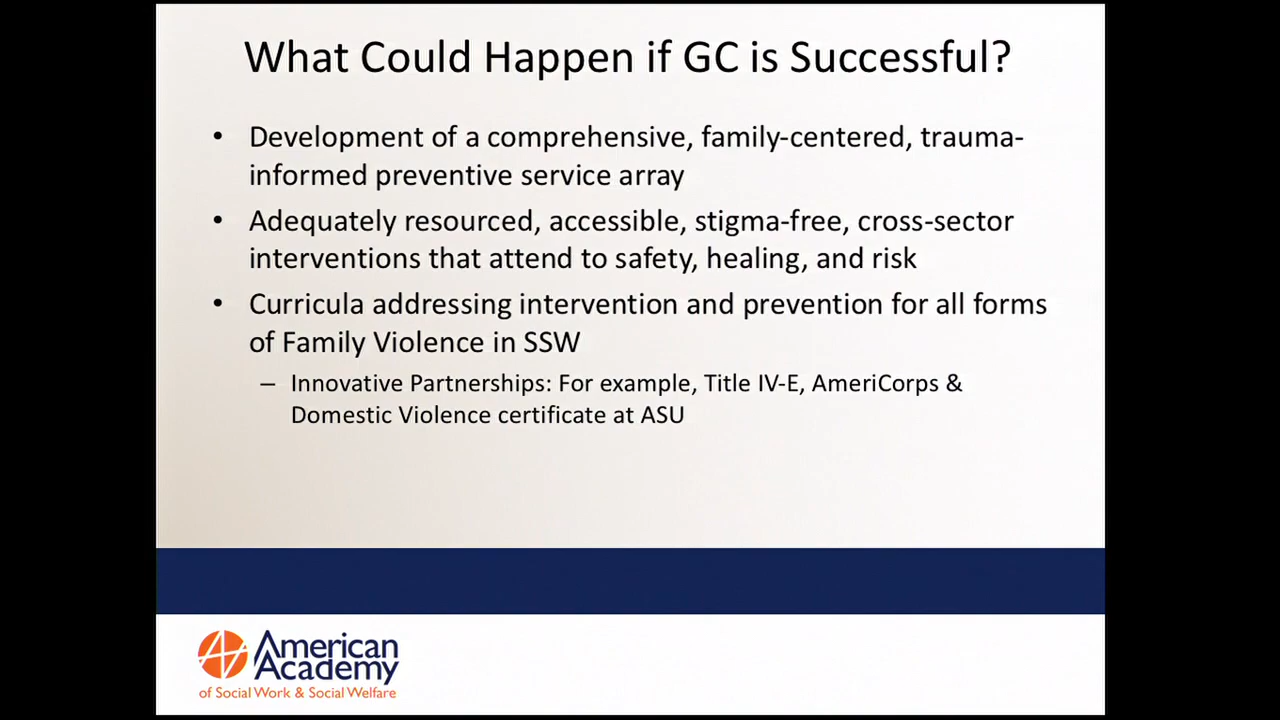 What Could Happen if GC is Successful?
• Development of a comprehensive, family-centered, trauma-
informed preventive service array
• Adequately resourced, accessible, stigma-free, cross-sector
interventions that attend to safety, healing, and risk
• Curricula addressing intervention and prevention for all forms
of Family Violence in SSW
– Innovative Partnerships: For example, Title IV-E, AmeriCorps &
Domestic Violence certificate at ASU
American
Academy
of Social Work & Social Welfare